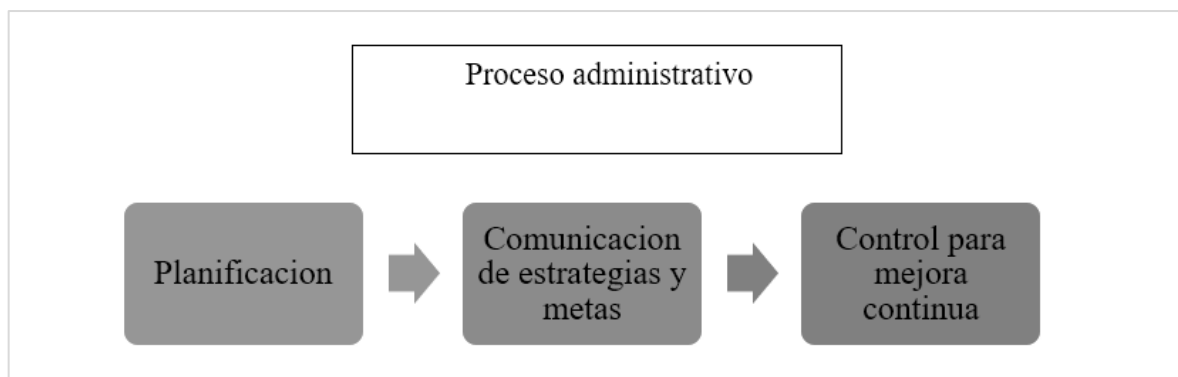 Proceso administrativo
Planificacion
Comunicacion
de estrategias y
metas
Control para
mejora
continua